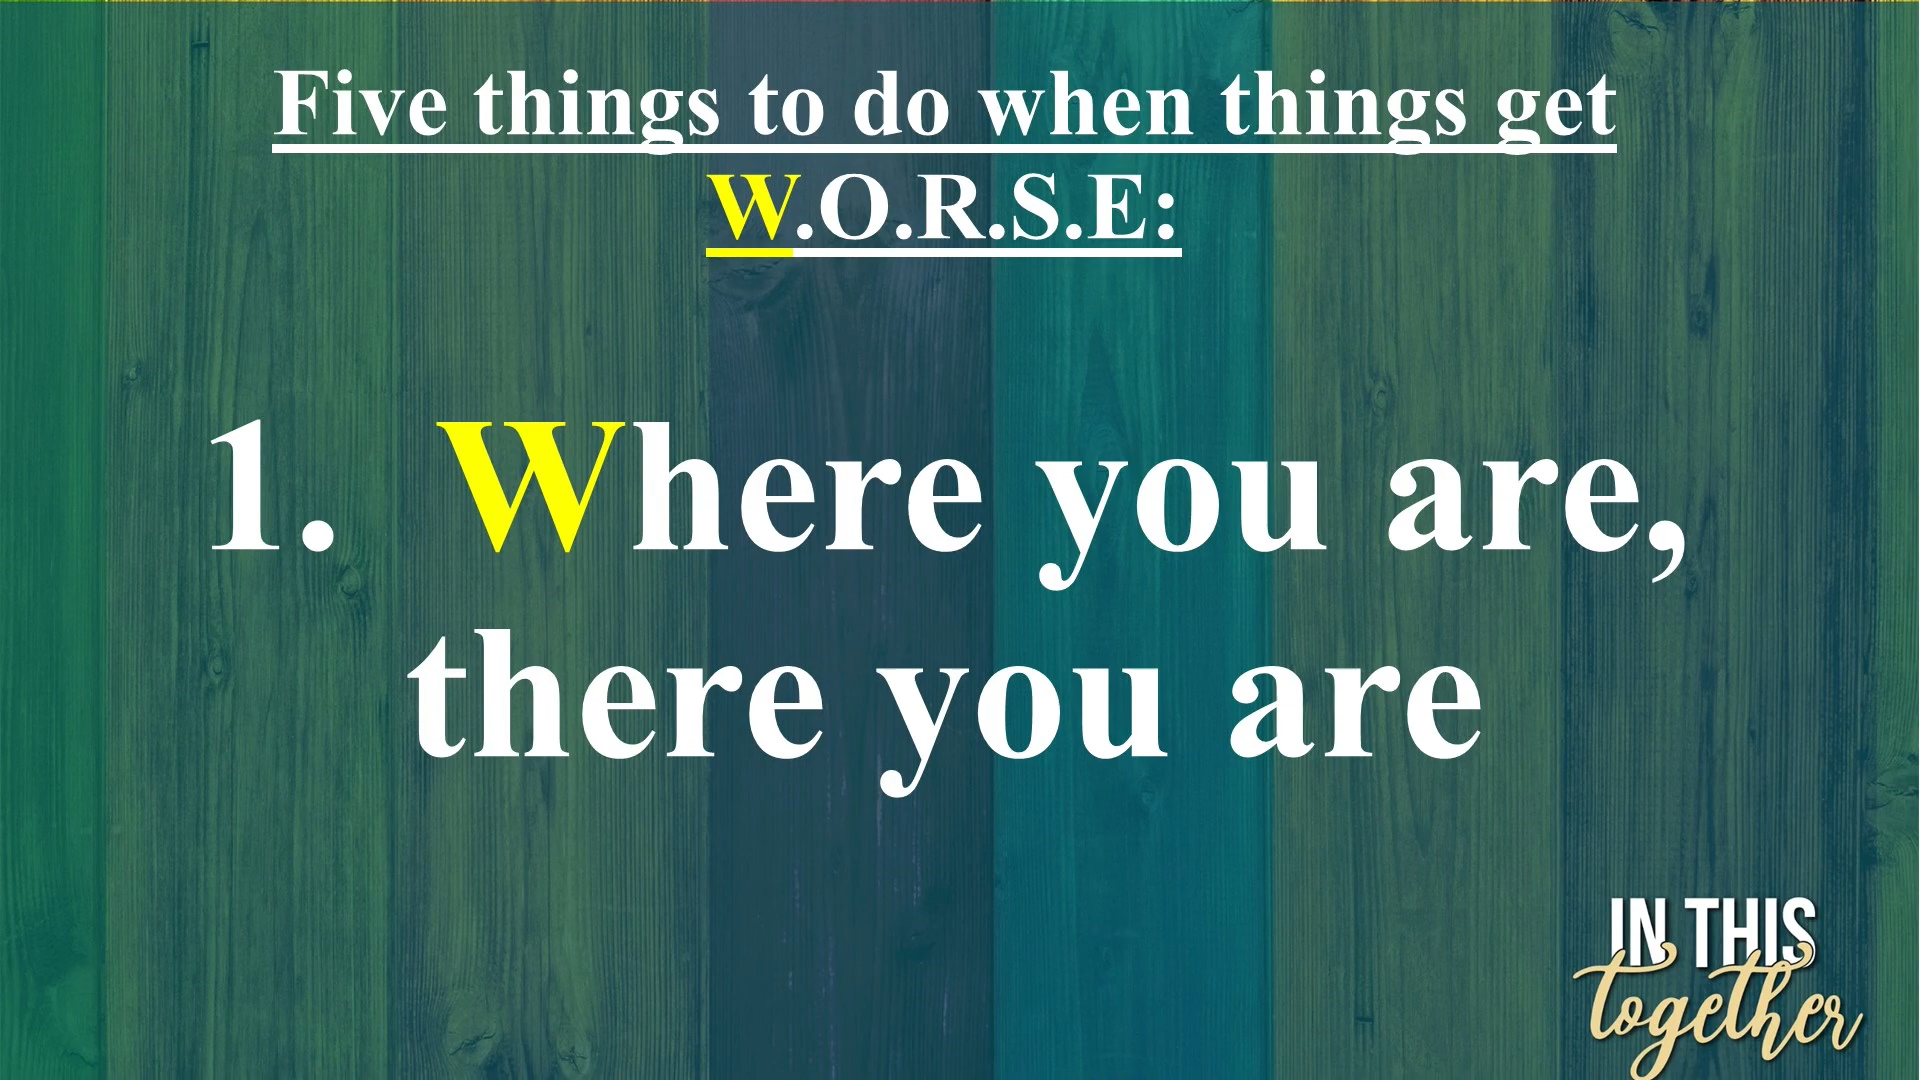 Five things to do when things get
W.O.R.S.E:
1. Where you are,
there you are
IN THIS
together